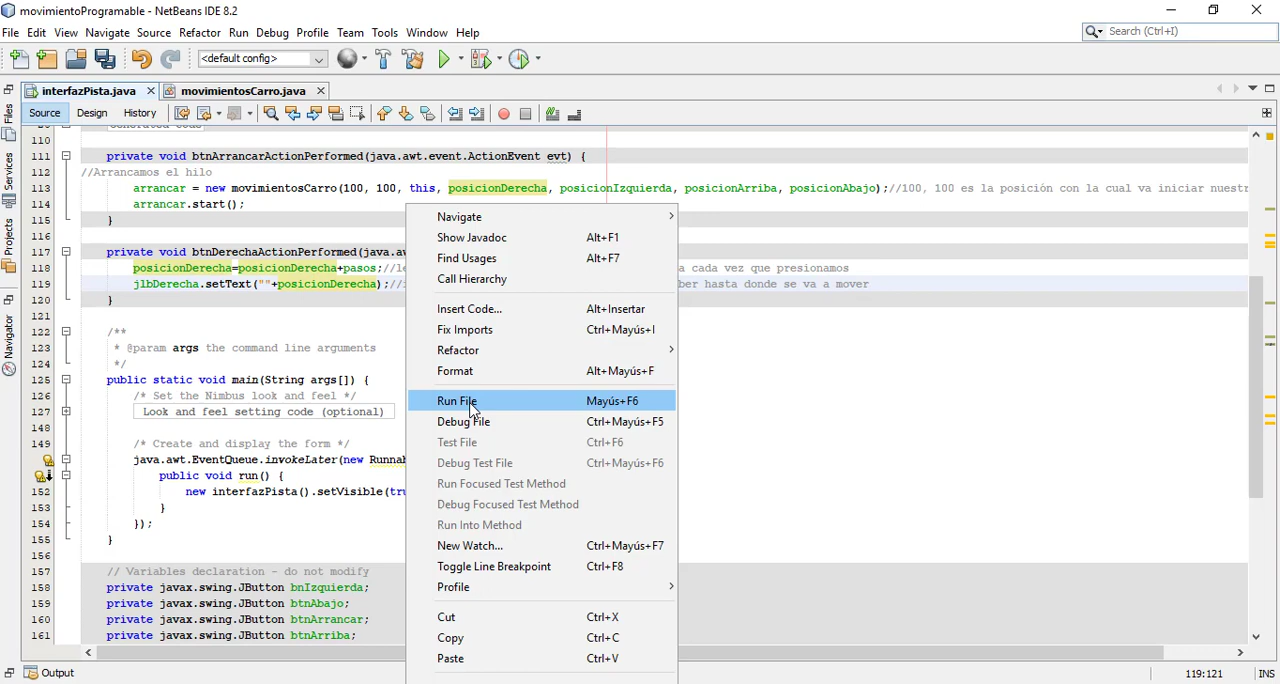 movimientoProgramable - NetBeans IDE 8.2
File Edit View Navigate Source Refactor Run Debug Profile Team Tools Window Help
Search (Ctrl+I)
<default config>
interfazPista.java
movimientosCarro.java
Source Design History
Files
Services
Projects
Navigator
110
111 private void btnArrancarActionPerformed(java.awt.event.ActionEvent evt) {
112 //Arrancamos el hilo
113 arrancar = new movimientosCarro(100, 100, this, posicionDerecha, posicionIzquierda, posicionArriba, posicionAbajo);//100, 100 es la posición con la cual va iniciar nuestr
114 arrancar.start();
115 }
116
117 private void btnDerechaActionPerformed(java.a
118 posicionDerecha=posicionDerecha+pasos;//l a cada vez que presionamos
119 jlbDerecha.setText(""+posicionDerecha);// ber hasta donde se va a mover
120 }
121
122 /**
123 * @param args the command line arguments
124 */
125 public static void main(String args[]) {
126 /* Set the Nimbus look and feel */
127 Look and feel setting code (optional)
148
149 /* Create and display the form */
java.awt.EventQueue.invokeLater(new Runna
public void run() {
152 new interfazPista().setVisible(tru
153 }
154 });
155 }
156
157 // Variables declaration - do not modify
158 private javax.swing.JButton bnIzquierda;
159 private javax.swing.JButton btnAbajo;
160 private javax.swing.JButton btnArrancar;
161 private javax.swing.JButton btnArriba;
Navigate
Show Javadoc Alt+F1
Find Usages Alt+F7
Call Hierarchy
Insert Code... Alt+Insertar
Fix Imports Ctrl+Mayús+I
Refactor
Format Alt+Mayús+F
Run File Mayús+F6
Debug File Ctrl+Mayús+F5
Test File Ctrl+F6
Debug Test File Ctrl+Mayús+F6
Run Focused Test Method
Debug Focused Test Method
Run Into Method
New Watch... Ctrl+Mayús+F7
Toggle Line Breakpoint Ctrl+F8
Profile
Cut Ctrl+X
Copy Ctrl+C
Paste Ctrl+V
Output
119:121 INS